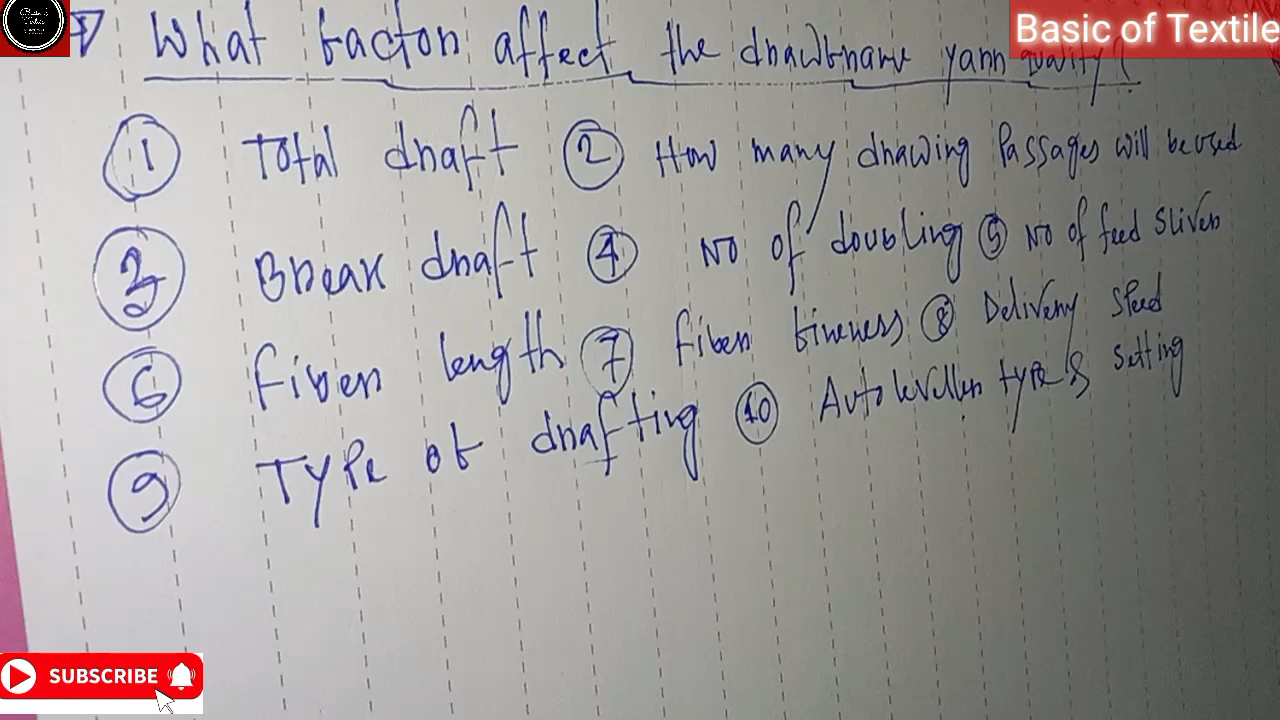 Basic of Textile
What factor affect the drawframe yarn quality?
1 Total draft 2 How many drawing Passages will be used
3 Break draft 4 No of doubling 5 No of feed Sliver
6 Fiber length 7 Fiber fineness 8 Delivery Speed
9 Type of drafting 10 Autoleveller type & Setting
SUBSCRIBE